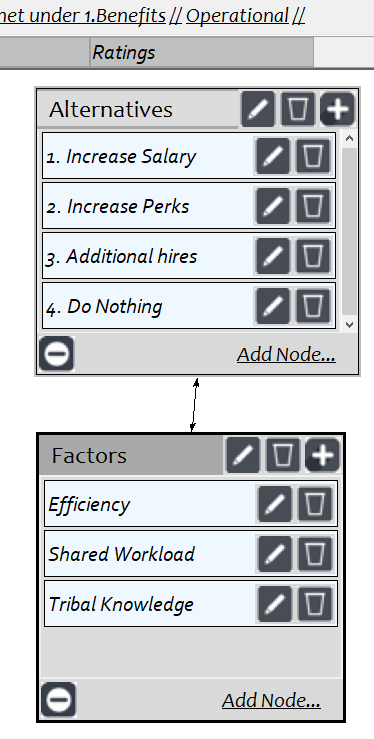 net under 1.Benefits // Operational //
Ratings
Alternatives
1. Increase Salary
2. Increase Perks
3. Additional hires
4. Do Nothing
Add Node...
Factors
Efficiency
Shared Workload
Tribal Knowledge
Add Node...